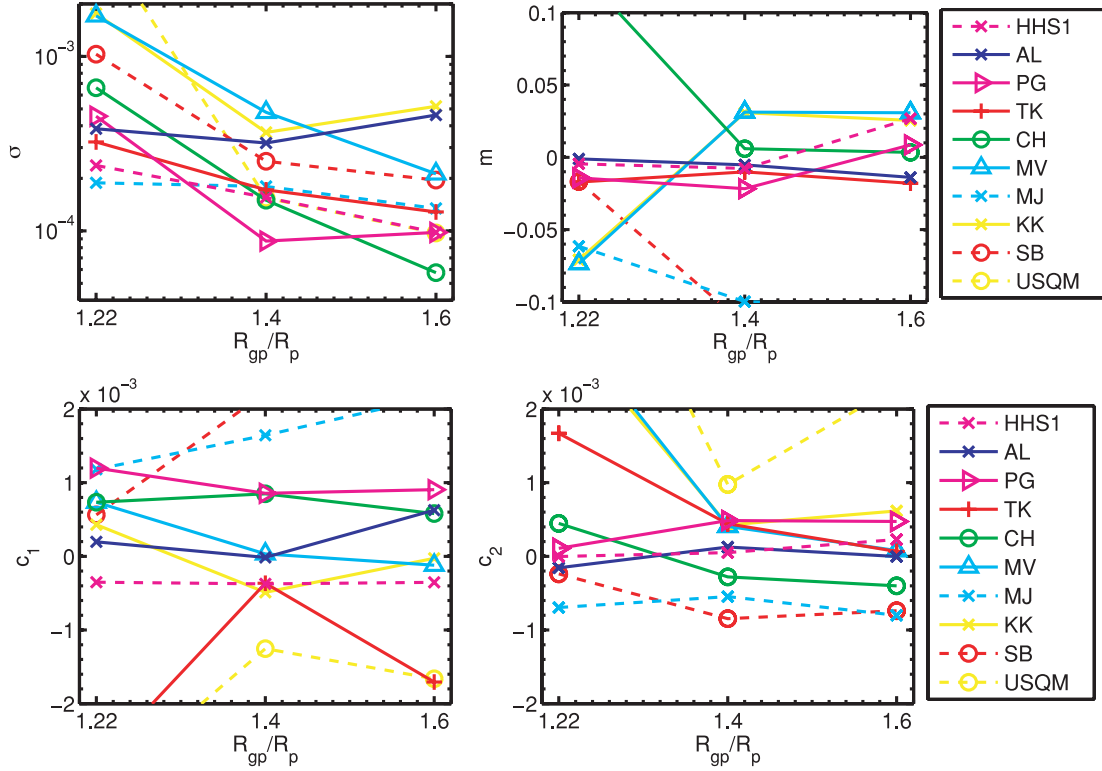 σ
10⁻³
10⁻⁴
1.22
1.4
1.6
R_gp/R_p
m
0.1
0.05
0
−0.05
−0.1
1.22
1.4
1.6
R_gp/R_p
HHS1
AL
PG
TK
CH
MV
MJ
KK
SB
USQM
x 10⁻³
c₁
2
1
0
−1
−2
1.22
1.4
1.6
R_gp/R_p
x 10⁻³
c₂
2
1
0
−1
−2
1.22
1.4
1.6
R_gp/R_p
HHS1
AL
PG
TK
CH
MV
MJ
KK
SB
USQM